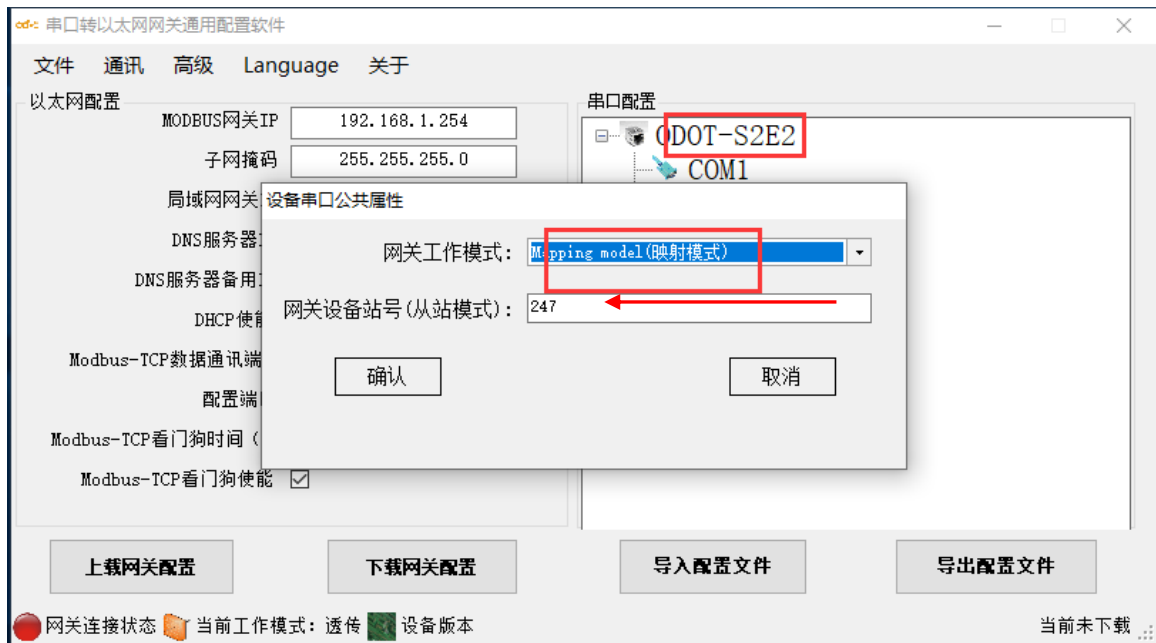 odot 串口转以太网网关通用配置软件
文件 通讯 高级 Language 关于
以太网配置
MODBUS网关IP 192.168.1.254
子网掩码 255.255.255.0
局域网网关
DNS服务器
DNS服务器备用
DHCP使能
Modbus-TCP数据通讯端
配置端
Modbus-TCP看门狗时间（
Modbus-TCP看门狗使能
串口配置
ODOT-S2E2
COM1
设备串口公共属性
网关工作模式： Mapping model(映射模式)
网关设备站号(从站模式)： 247
确认 取消
上载网关配置 下载网关配置 导入配置文件 导出配置文件
网关连接状态 当前工作模式：透传 设备版本 当前未下载